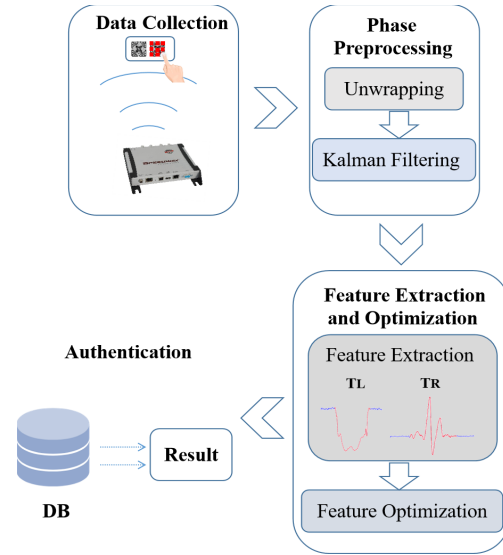 Data Collection
Phase
Preprocessing
Unwrapping
Kalman Filtering
Feature Extraction
and Optimization
Feature Extraction
TL
TR
Feature Optimization
Authentication
Result
DB